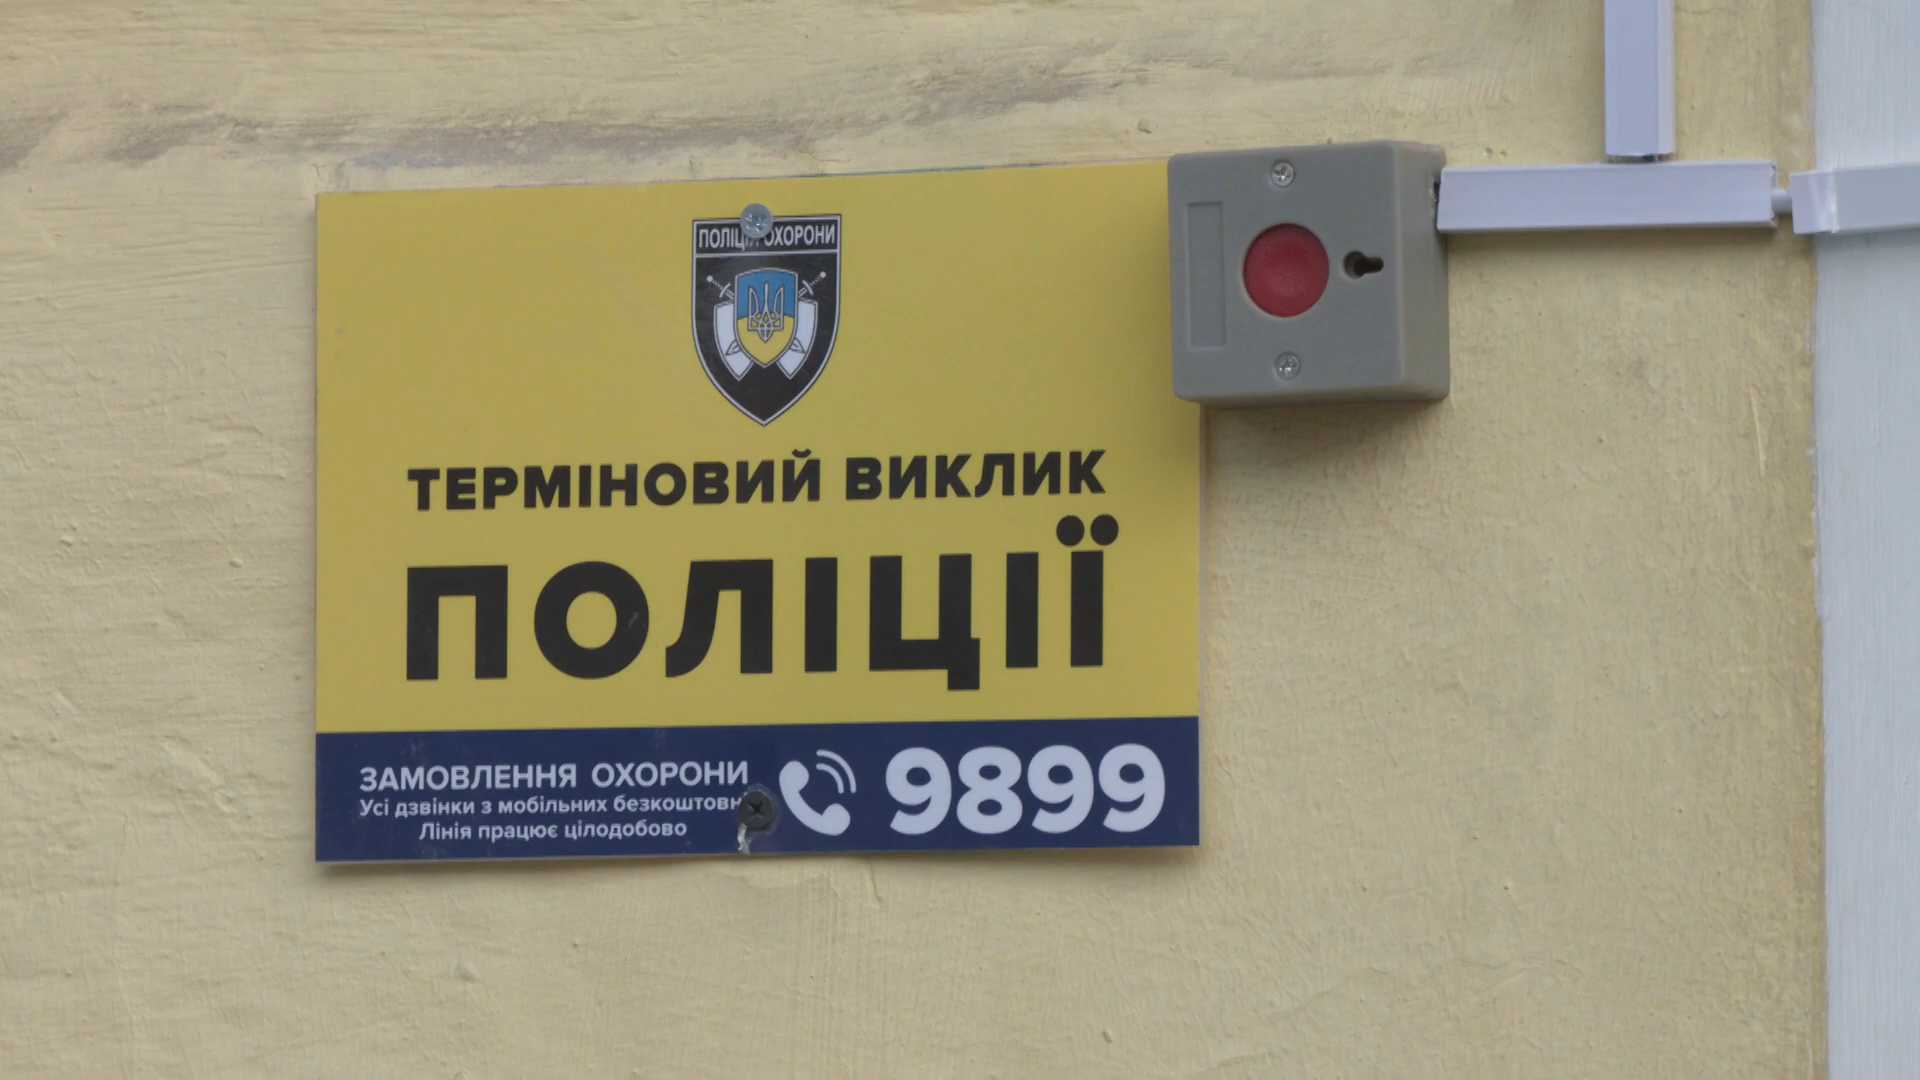 ПОЛІЦІЯ ОХОРОНИ
ТЕРМІНОВИЙ ВИКЛИК
ПОЛІЦІЇ
ЗАМОВЛЕННЯ ОХОРОНИ
Усі дзвінки з мобільних безкоштовні
Лінія працює цілодобово
9899